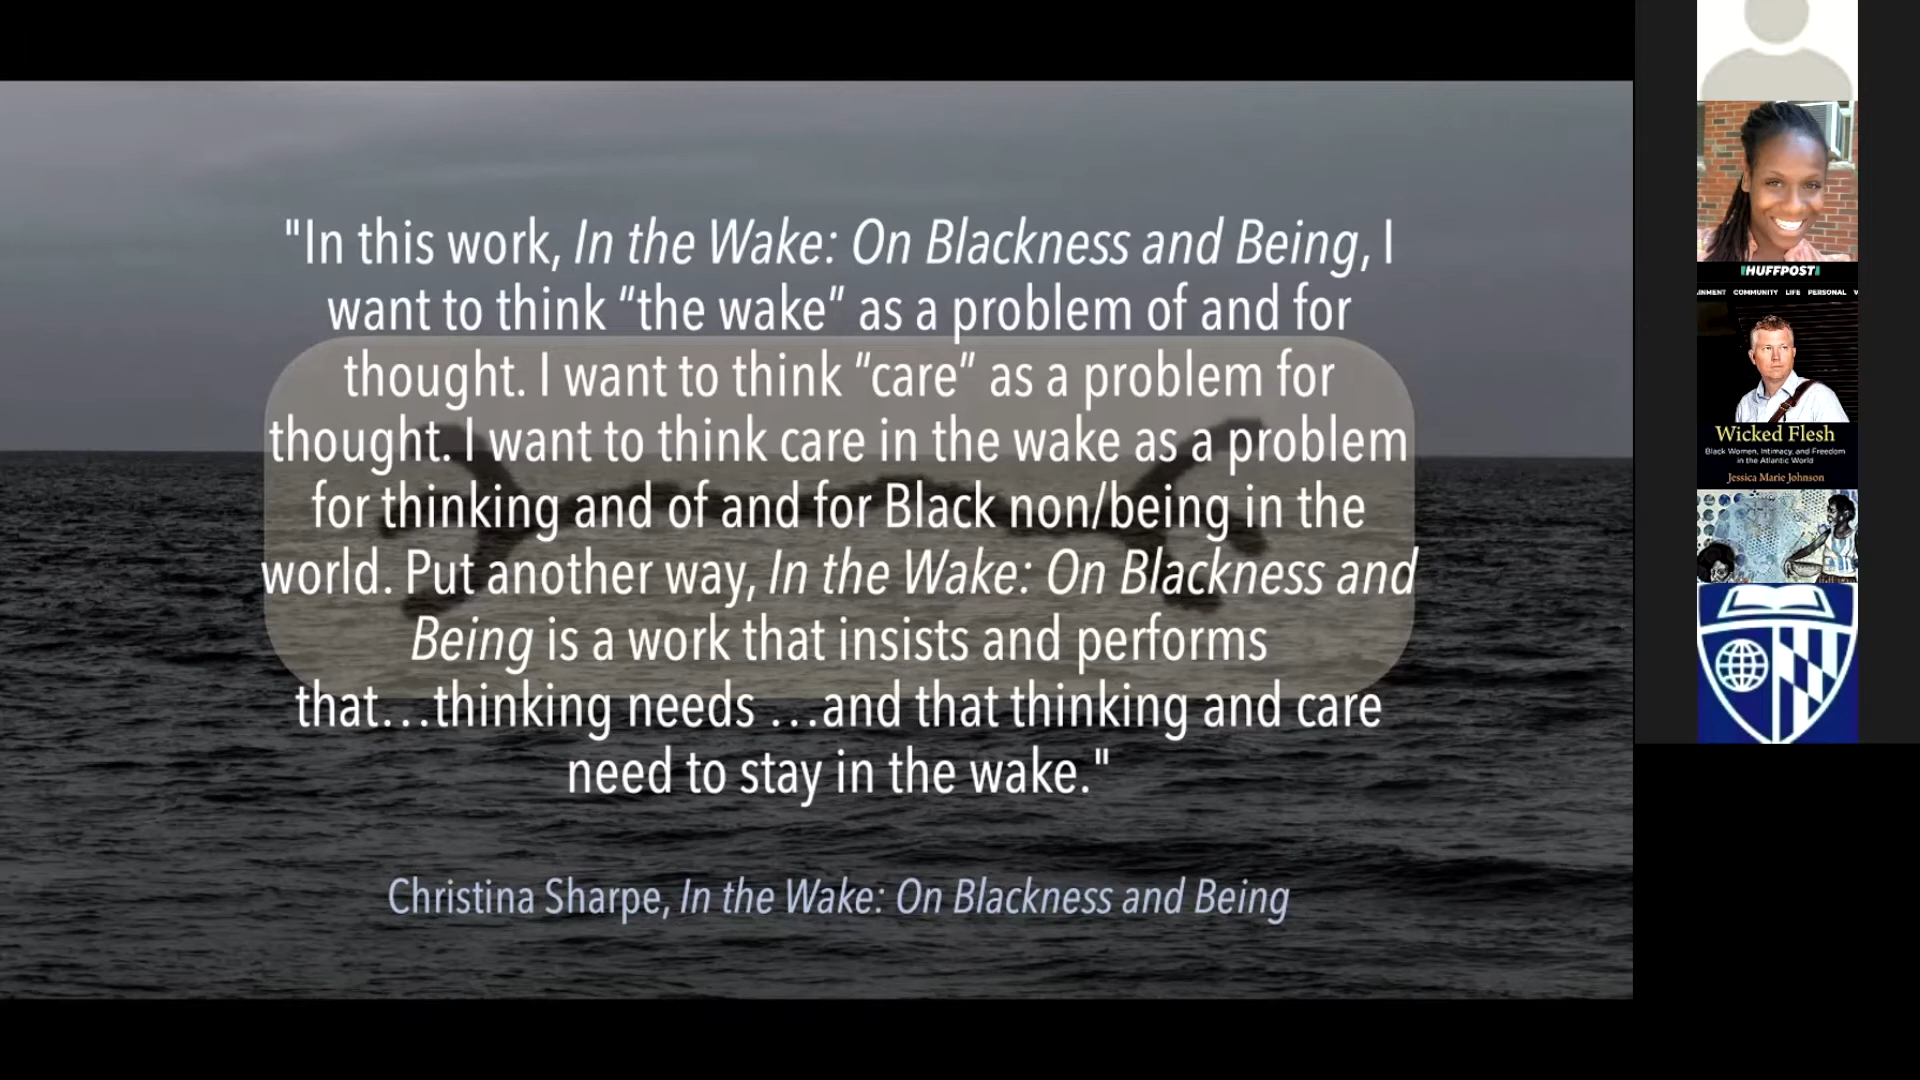 "In this work, In the Wake: On Blackness and Being, I
want to think “the wake” as a problem of and for
thought. I want to think “care” as a problem for
thought. I want to think care in the wake as a problem
for thinking and of and for Black non/being in the
world. Put another way, In the Wake: On Blackness and
Being is a work that insists and performs
that…thinking needs …and that thinking and care
need to stay in the wake."
Christina Sharpe, In the Wake: On Blackness and Being
HUFFPOST
COMMUNITY LIFE PERSONAL
Wicked Flesh
Black Women, Intimacy, and Freedom
in the Atlantic World
Jessica Marie Johnson